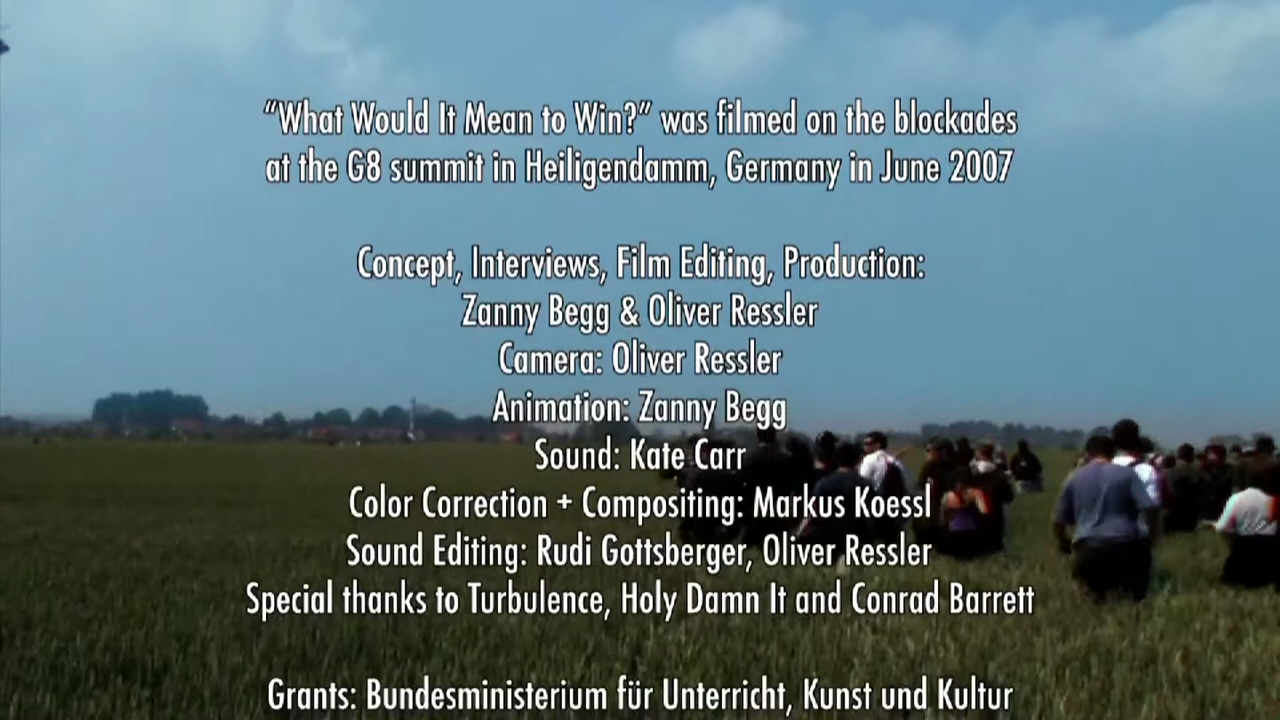 “What Would It Mean to Win?” was filmed on the blockades
at the G8 summit in Heiligendamm, Germany in June 2007
Concept, Interviews, Film Editing, Production:
Zanny Begg & Oliver Ressler
Camera: Oliver Ressler
Animation: Zanny Begg
Sound: Kate Carr
Color Correction + Compositing: Markus Koessl
Sound Editing: Rudi Gottsberger, Oliver Ressler
Special thanks to Turbulence, Holy Damn It and Conrad Barrett
Grants: Bundesministerium für Unterricht, Kunst und Kultur